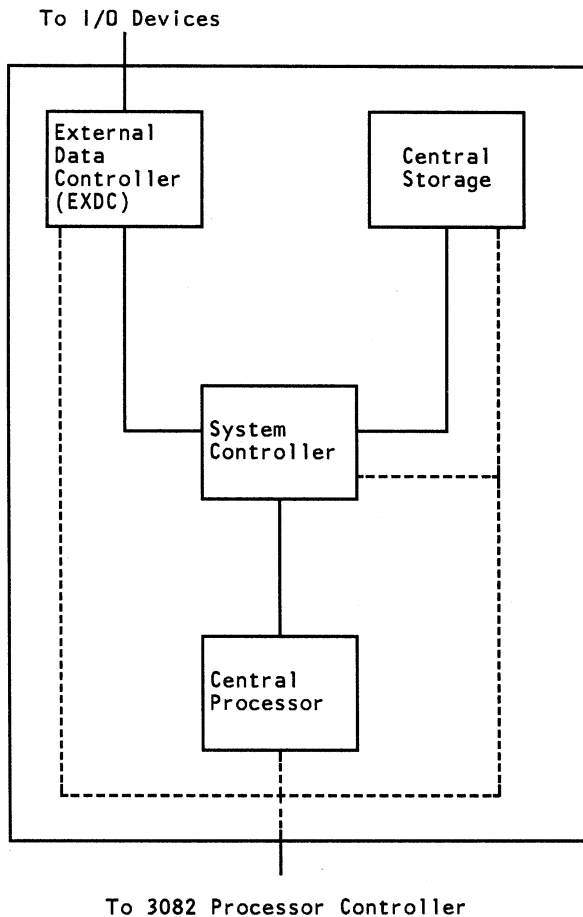 To I/O Devices
External
Data
Controller
(EXDC)
Central
Storage
System
Controller
Central
Processor
To 3082 Processor Controller